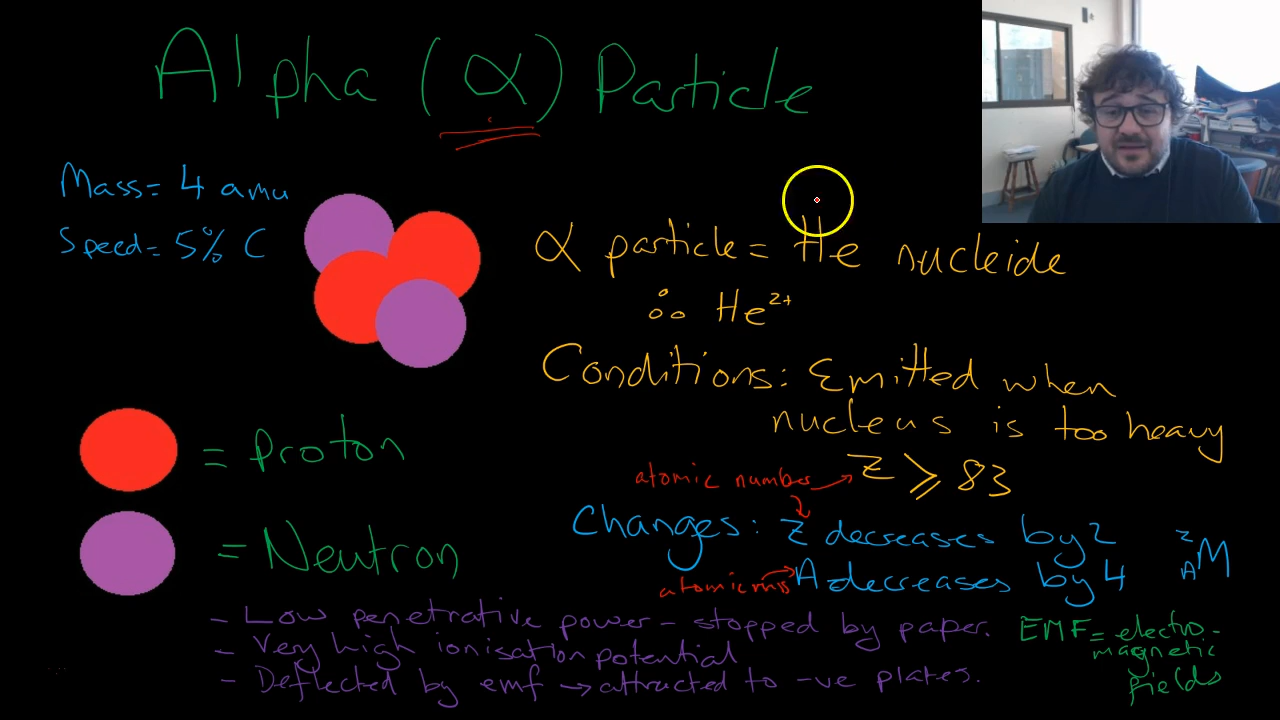 Alpha (α) Particle
Mass = 4 amu
Speed = 5% C
α particle = He nucleide
∴ He²⁺
Conditions: Emitted when
nucleus is too heavy
atomic number
Z ⩾ 83
= Proton
= Neutron
Changes: Z decreases by 2
atomic mass
A decreases by 4
Z
A M
- Low penetrative power - stopped by paper.
- Very high ionisation potential
- Deflected by emf → attracted to -ve plates.
EMF = electro-
magnetic
fields